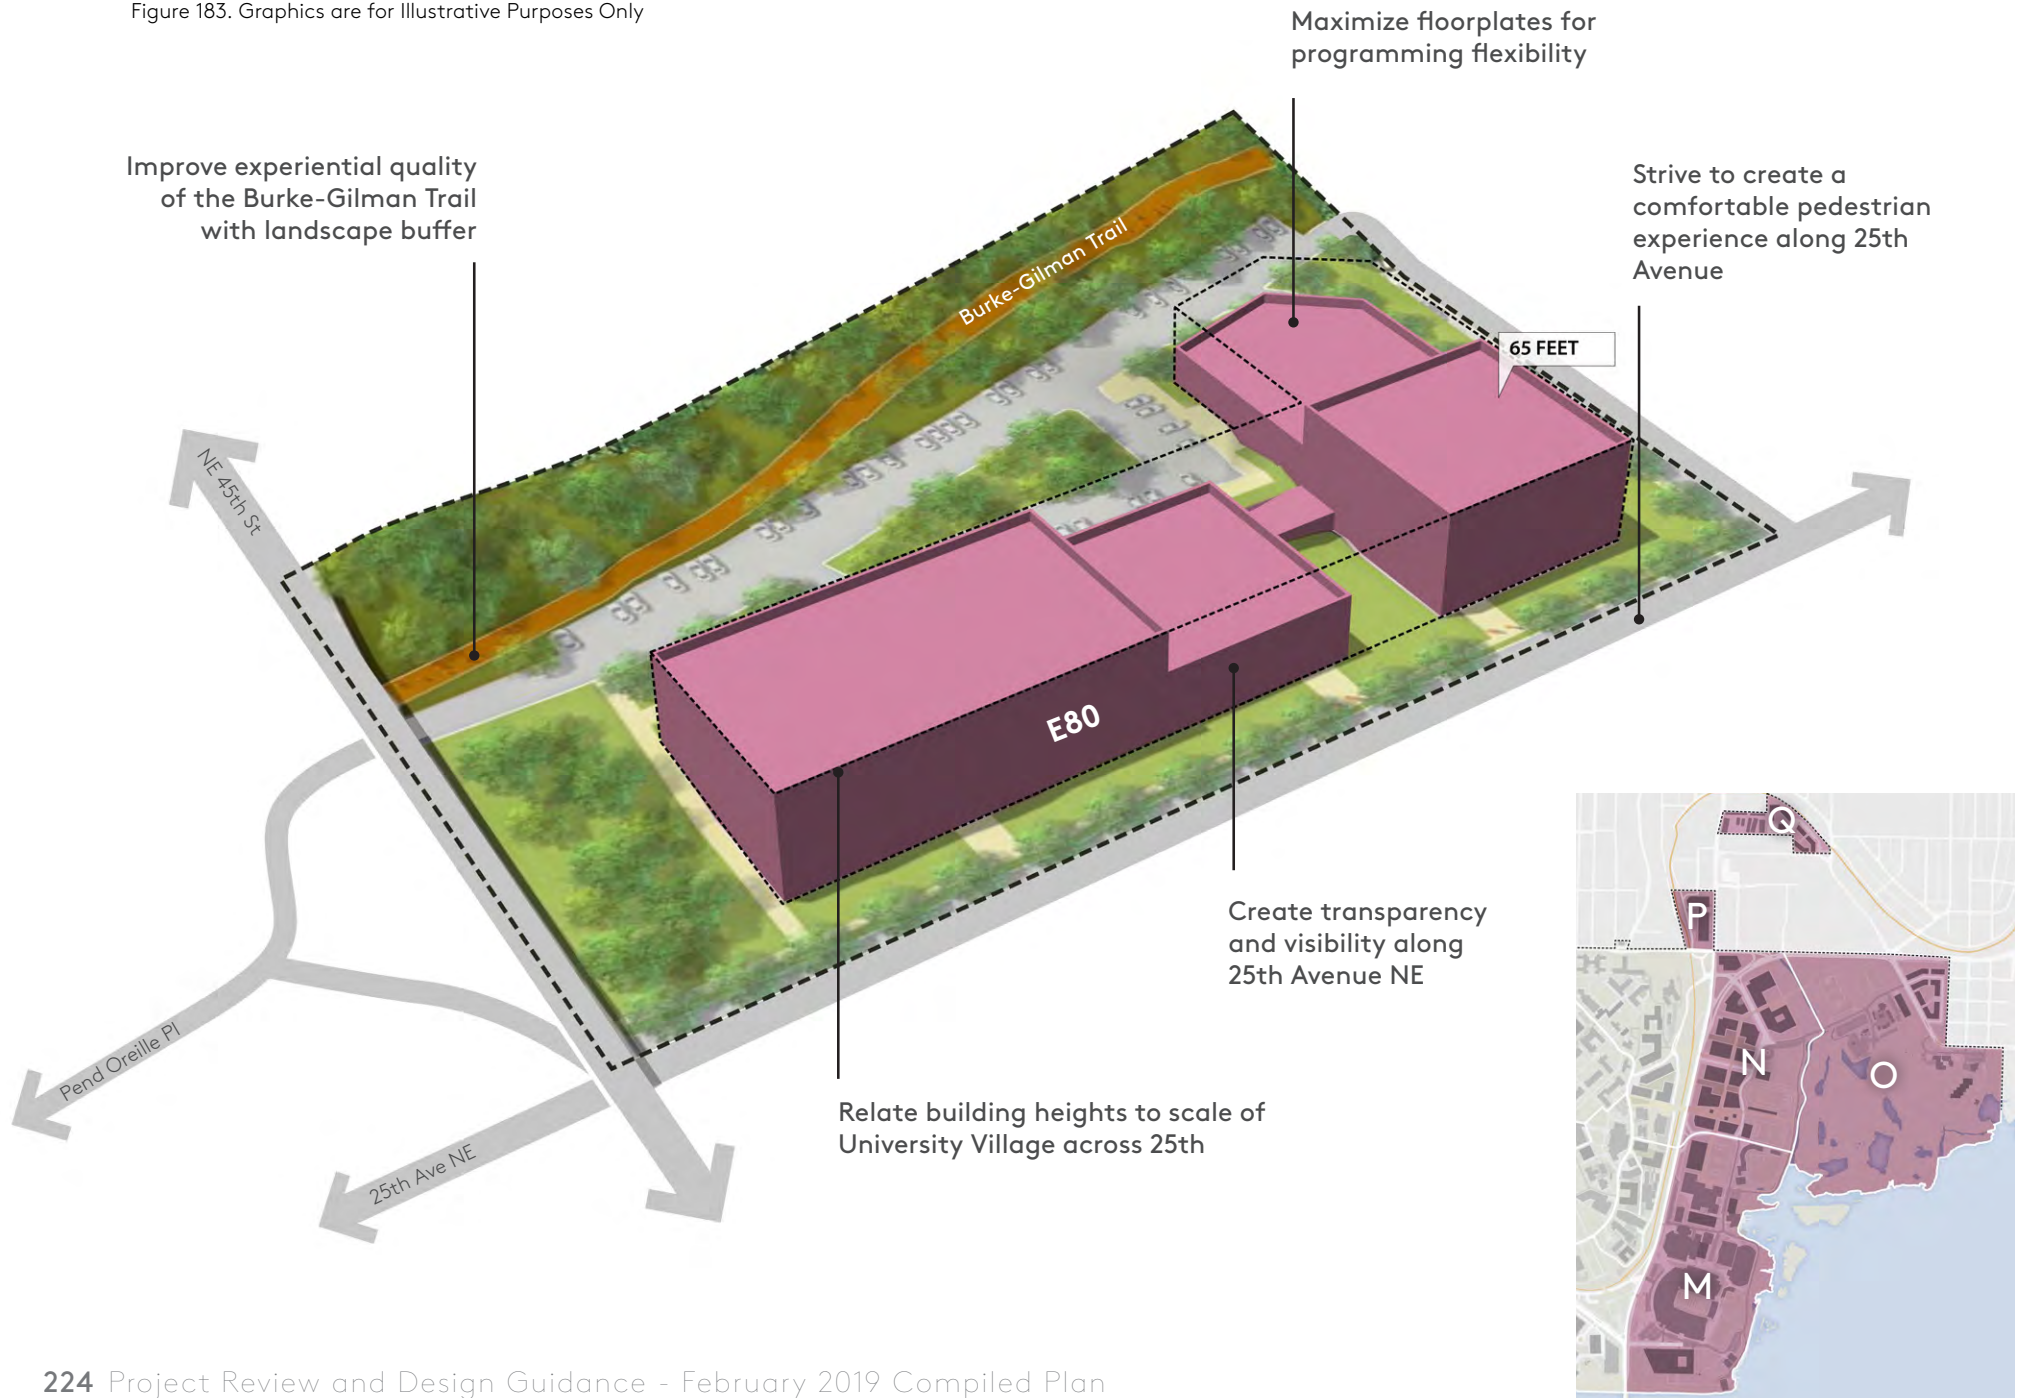 Figure 183. Graphics are for Illustrative Purposes Only
Maximize floorplates for
programming flexibility
Improve experiential quality
of the Burke-Gilman Trail
with landscape buffer
Strive to create a
comfortable pedestrian
experience along 25th
Avenue
Burke-Gilman Trail
65 FEET
NE 45th St
E80
Create transparency
and visibility along
25th Avenue NE
Pend Oreille Pl
Relate building heights to scale of
University Village across 25th
25th Ave NE
Q
P
N
O
M
224 Project Review and Design Guidance - February 2019 Compiled Plan